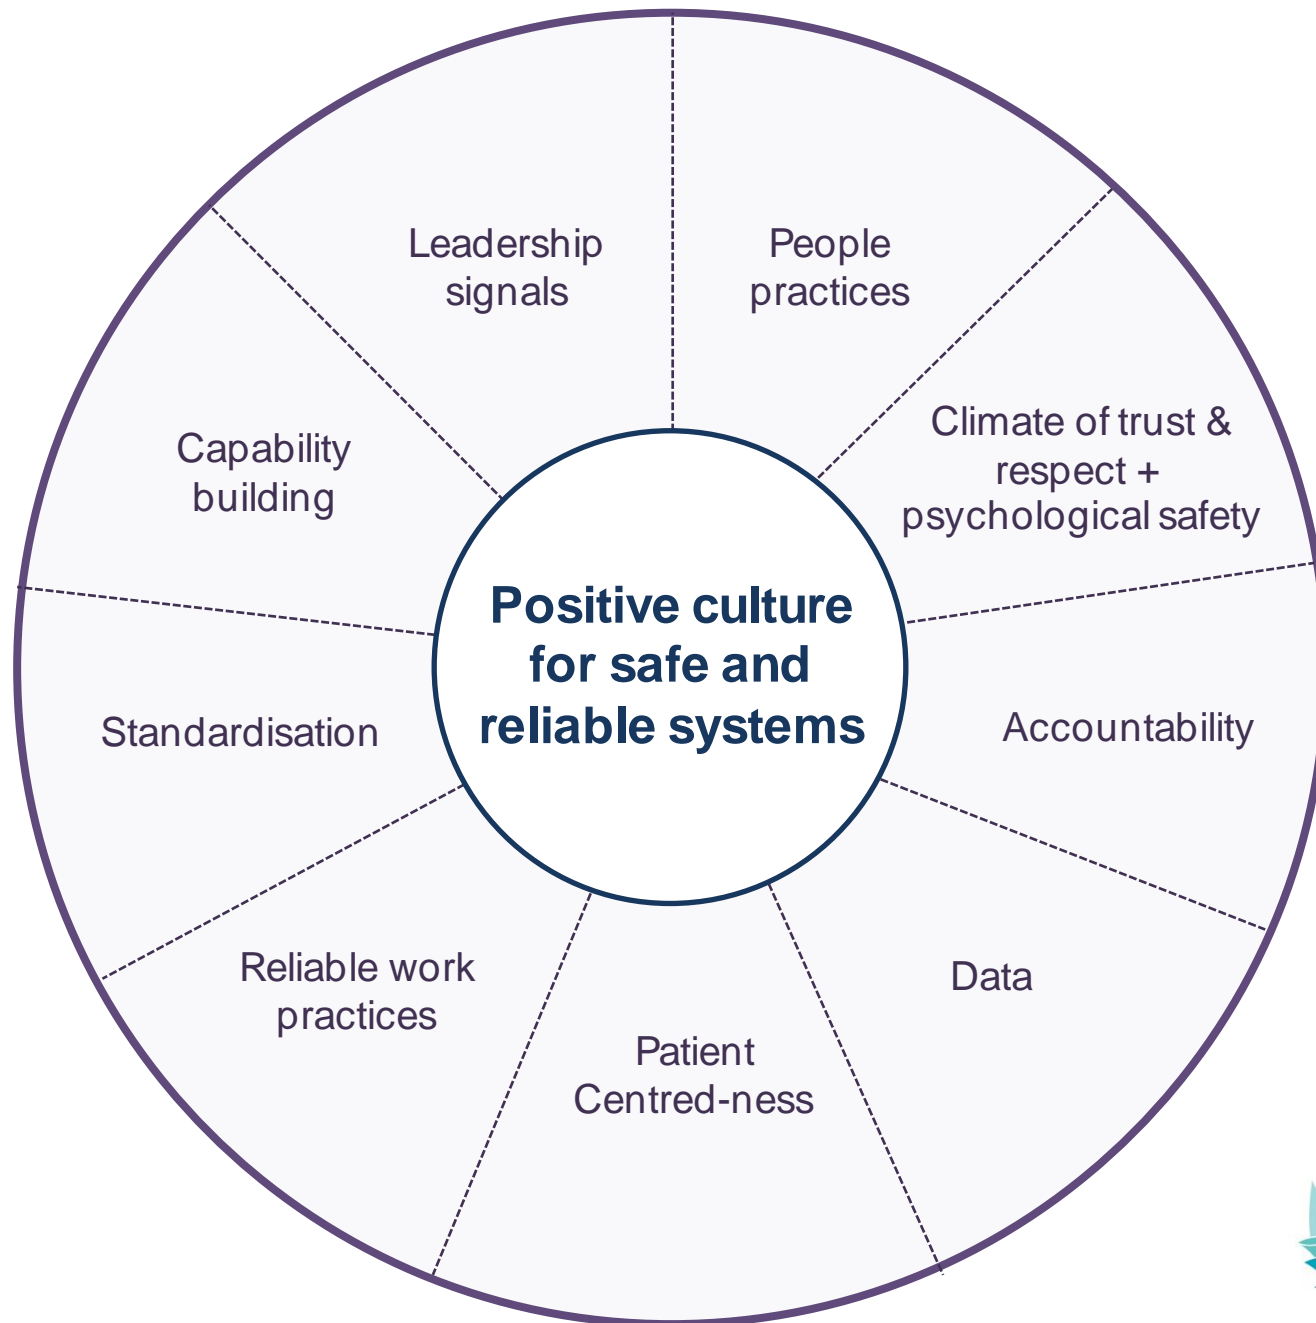 Leadership
signals
People
practices
Climate of trust &
respect +
psychological safety
Accountability
Data
Patient
Centred-ness
Reliable work
practices
Standardisation
Capability
building
Positive culture
for safe and
reliable systems